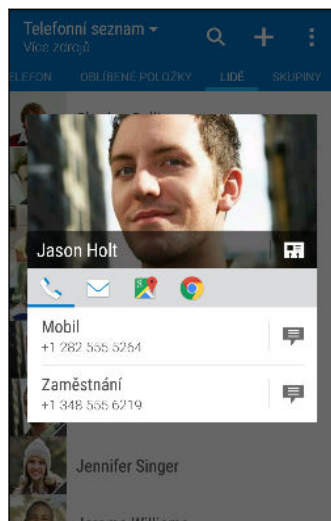 Telefonní seznam
Více zdrojů
ELEFON OBLÍBENÉ POLOŽKY LIDÉ SKUPINY
Jason Holt
Mobil
+1 282 555 5264
Zaměstnání
+1 348 555 6219
Jennifer Singer